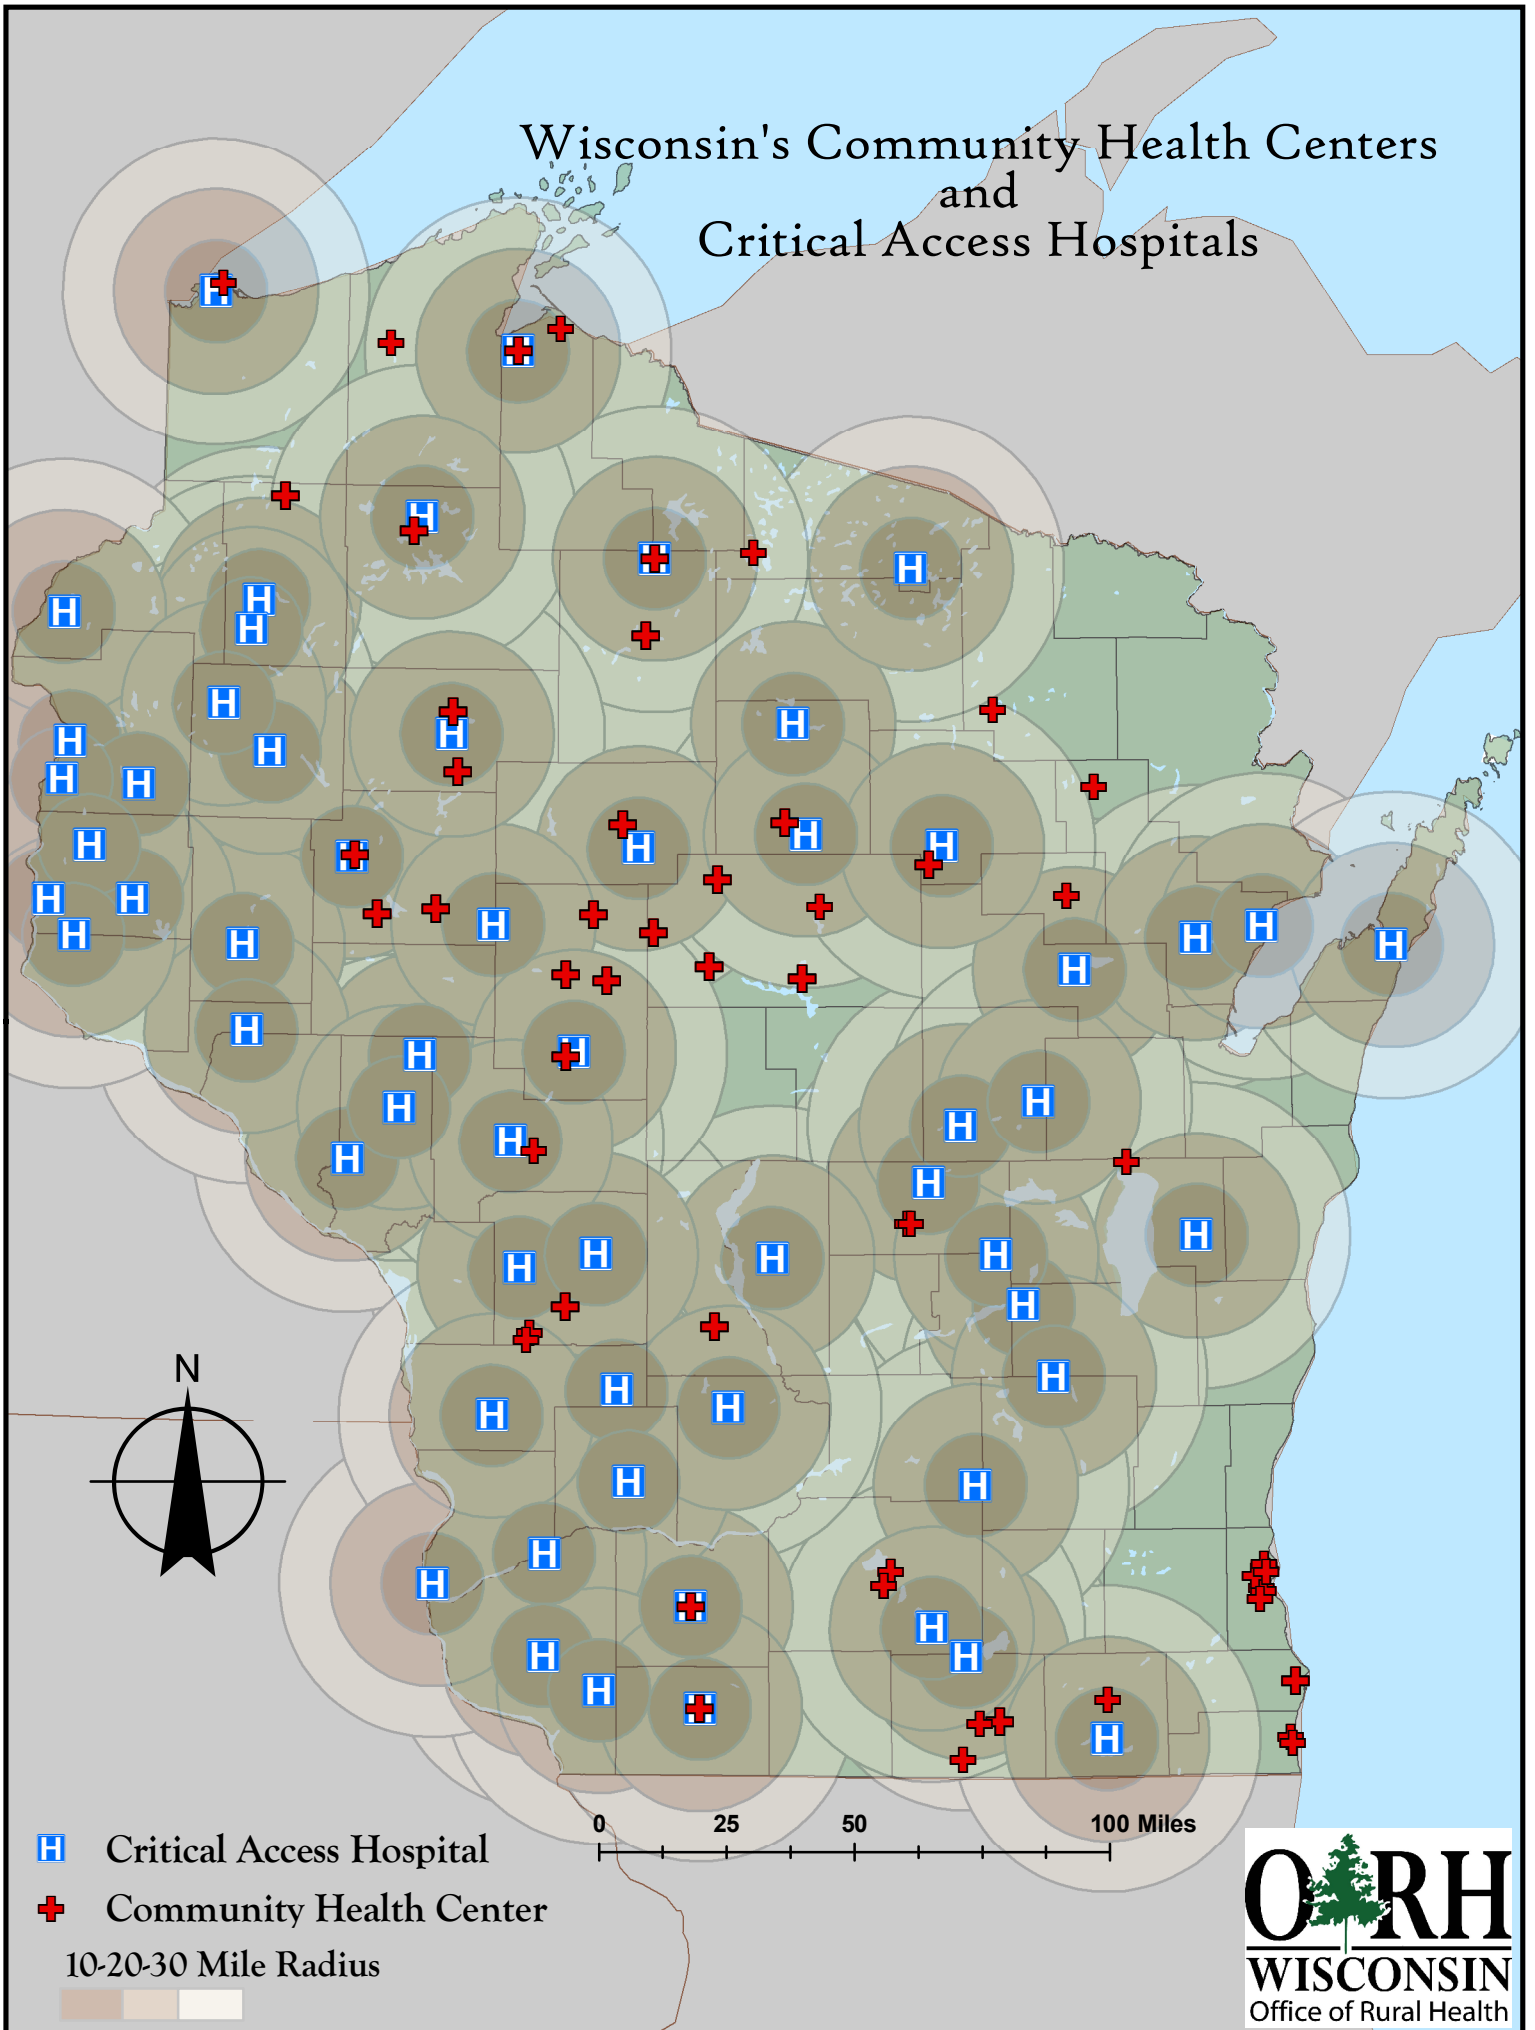 Wisconsin's Community Health Centers
and
Critical Access Hospitals
N
0 25 50 100 Miles
H Critical Access Hospital
Community Health Center
10-20-30 Mile Radius
ORH
WISCONSIN
Office of Rural Health